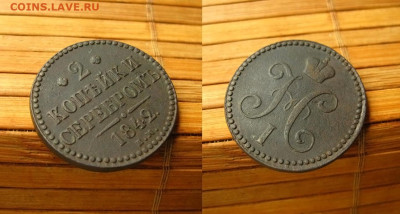 COINS.LAVE.RU
2
КОПѢЙКИ
СЕРЕБРОМЪ
1842.